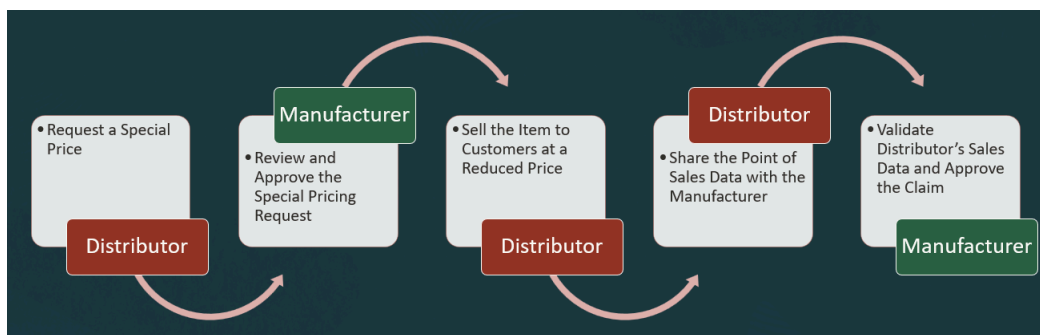 • Request a Special
Price
Distributor
Manufacturer
• Review and
Approve the
Special Pricing
Request
• Sell the Item to
Customers at a
Reduced Price
Distributor
Distributor
• Share the Point of
Sales Data with the
Manufacturer
• Validate
Distributor's Sales
Data and Approve
the Claim
Manufacturer